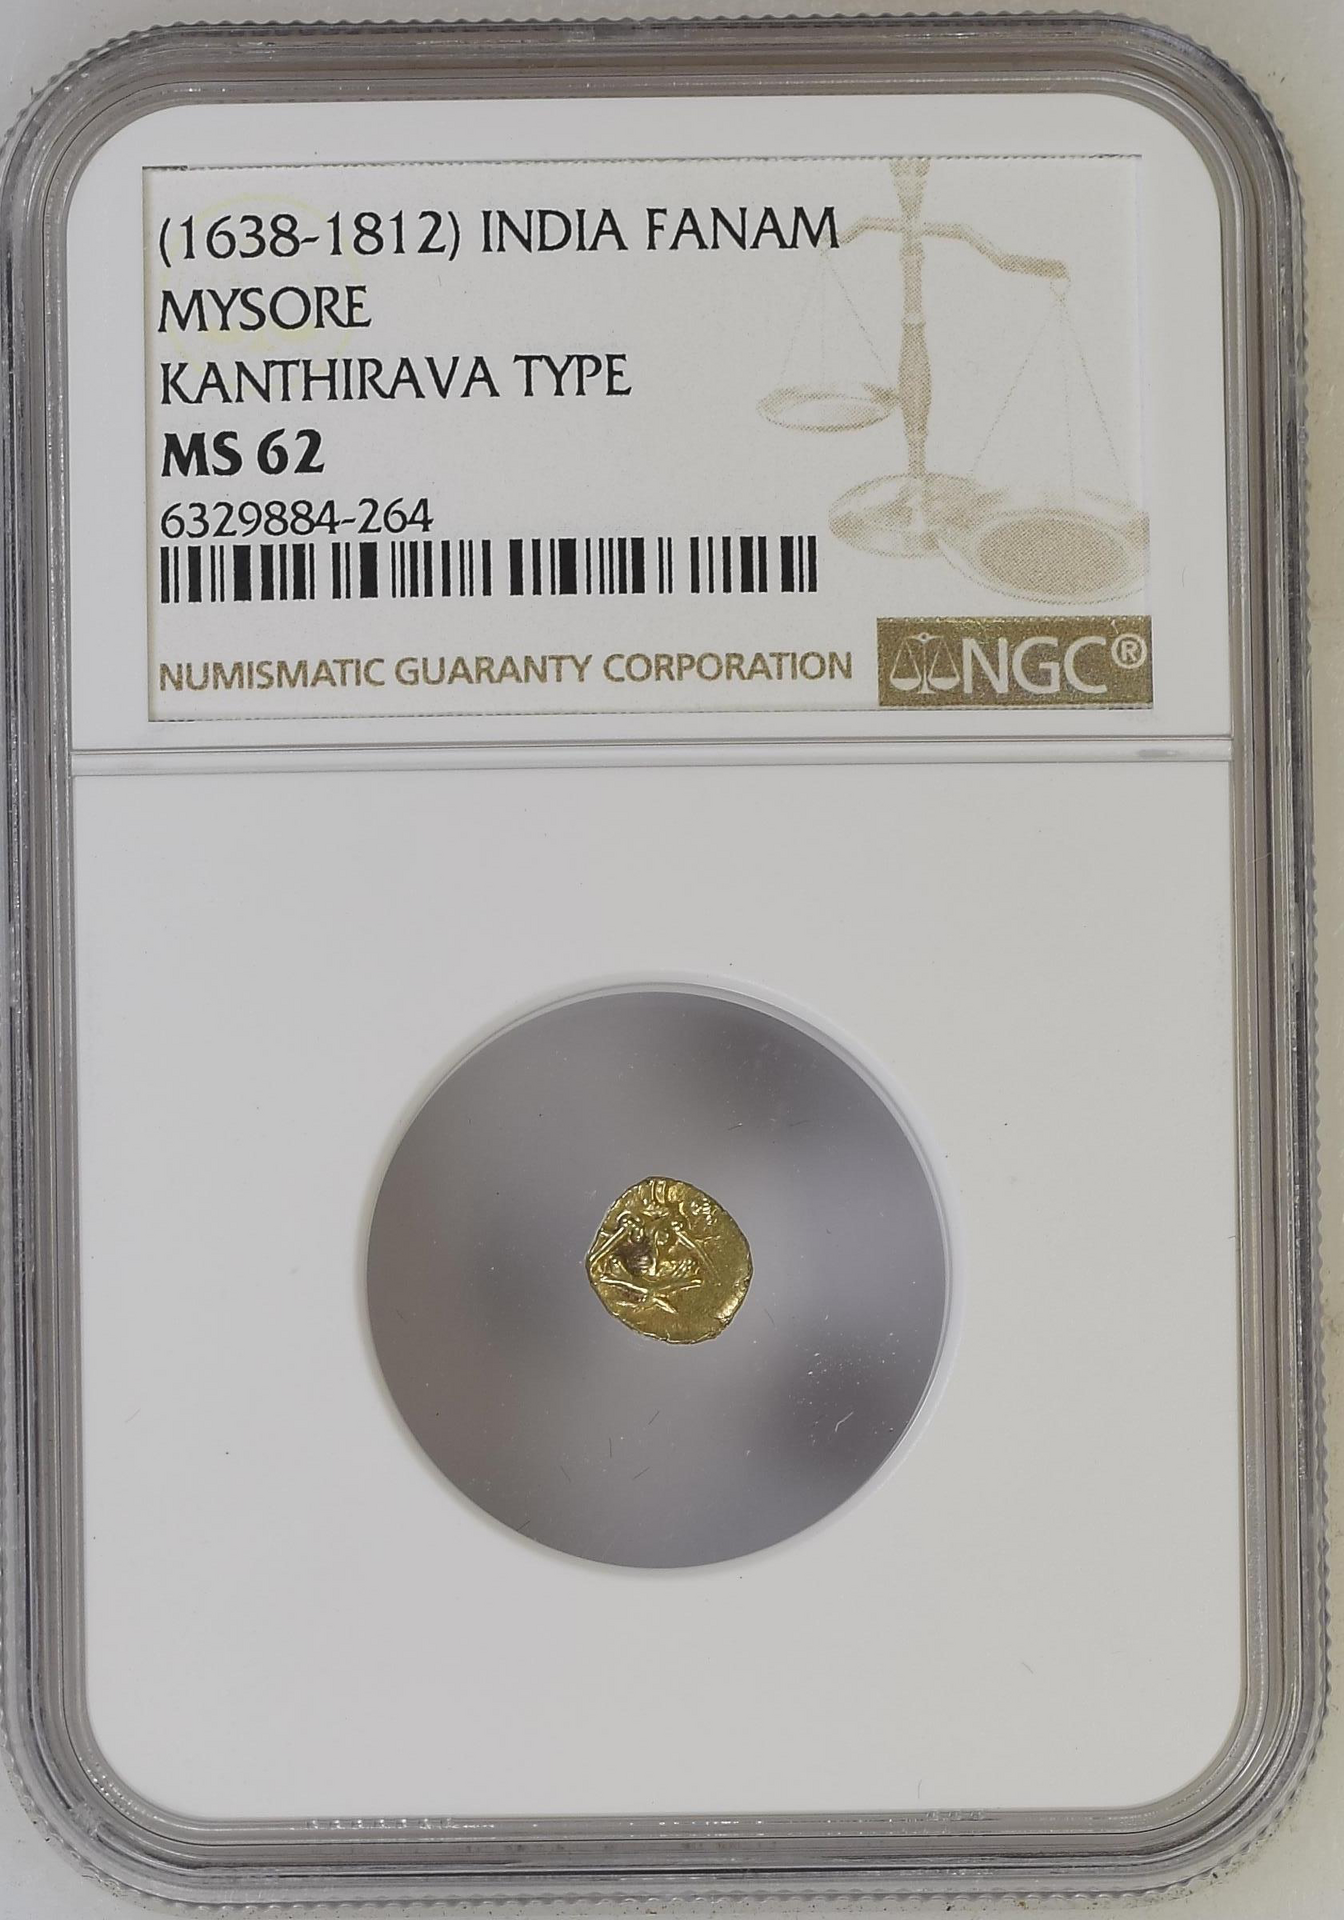 (1638-1812) INDIA FANAM
MYSORE
KANTHIRAVA TYPE
MS 62
6329884-264
NUMISMATIC GUARANTY CORPORATION NGC®